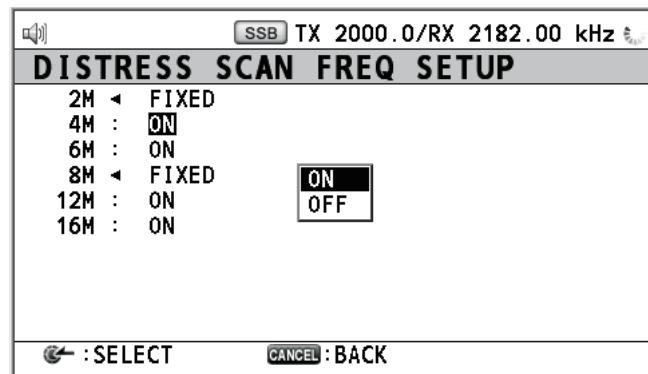 SSB TX 2000.0/RX 2182.00 kHz
DISTRESS SCAN FREQ SETUP
2M ◄ FIXED
4M : ON
6M : ON
8M ◄ FIXED
12M : ON
16M : ON
ON
OFF
: SELECT CANCEL : BACK